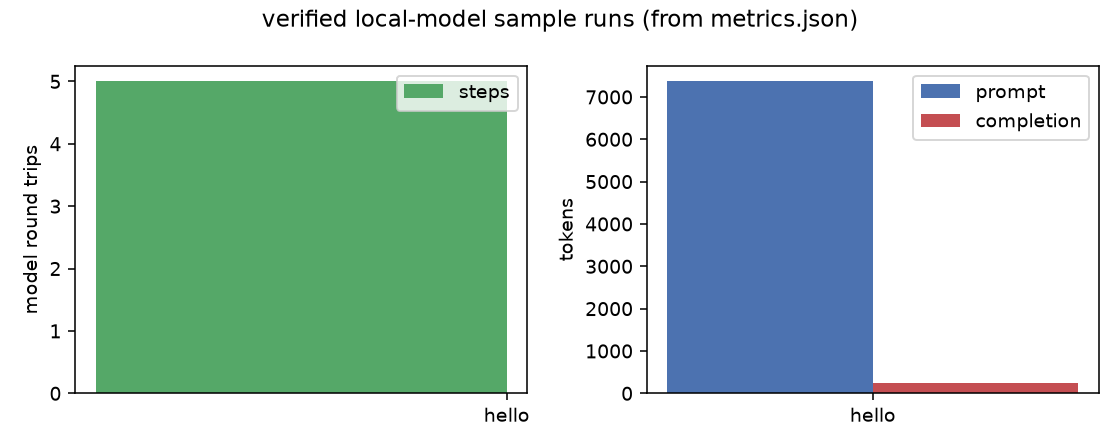 verified local-model sample runs (from metrics.json)
model round trips
5
4
3
2
1
0
steps
hello
tokens
7000
6000
5000
4000
3000
2000
1000
0
prompt
completion
hello